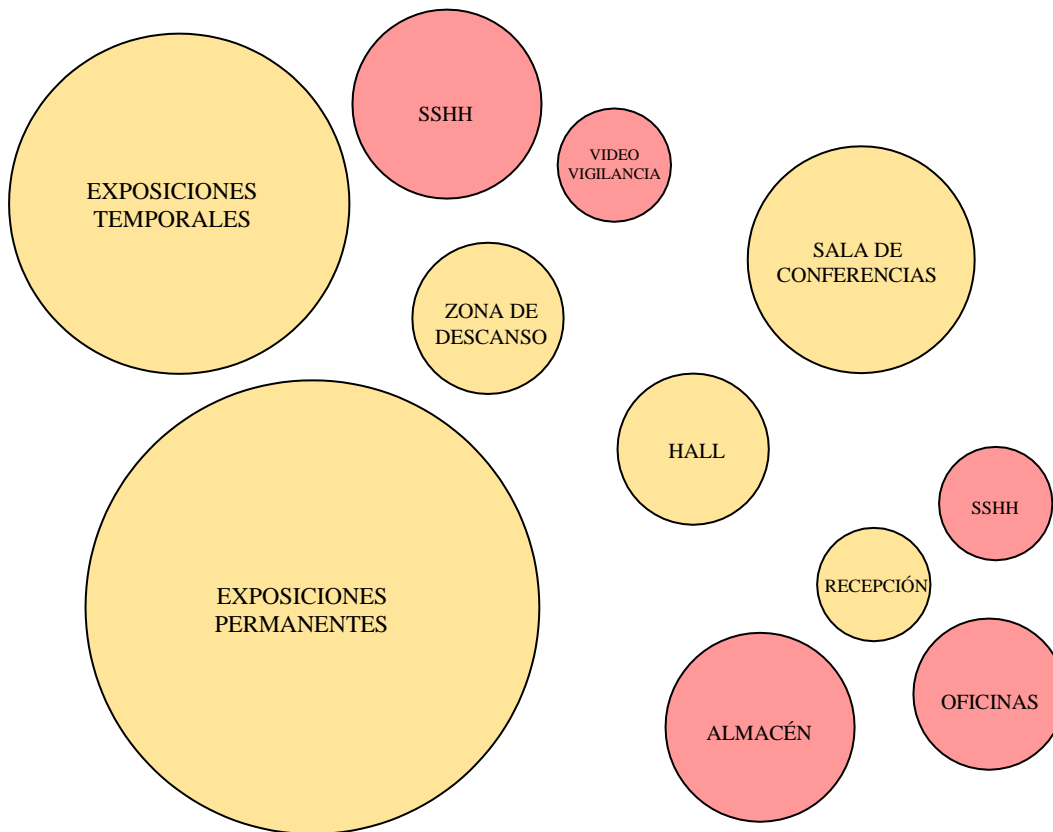 SSHH
VIDEO
VIGILANCIA
EXPOSICIONES
TEMPORALES
SALA DE
CONFERENCIAS
ZONA DE
DESCANSO
HALL
SSHH
RECEPCIÓN
EXPOSICIONES
PERMANENTES
OFICINAS
ALMACÉN